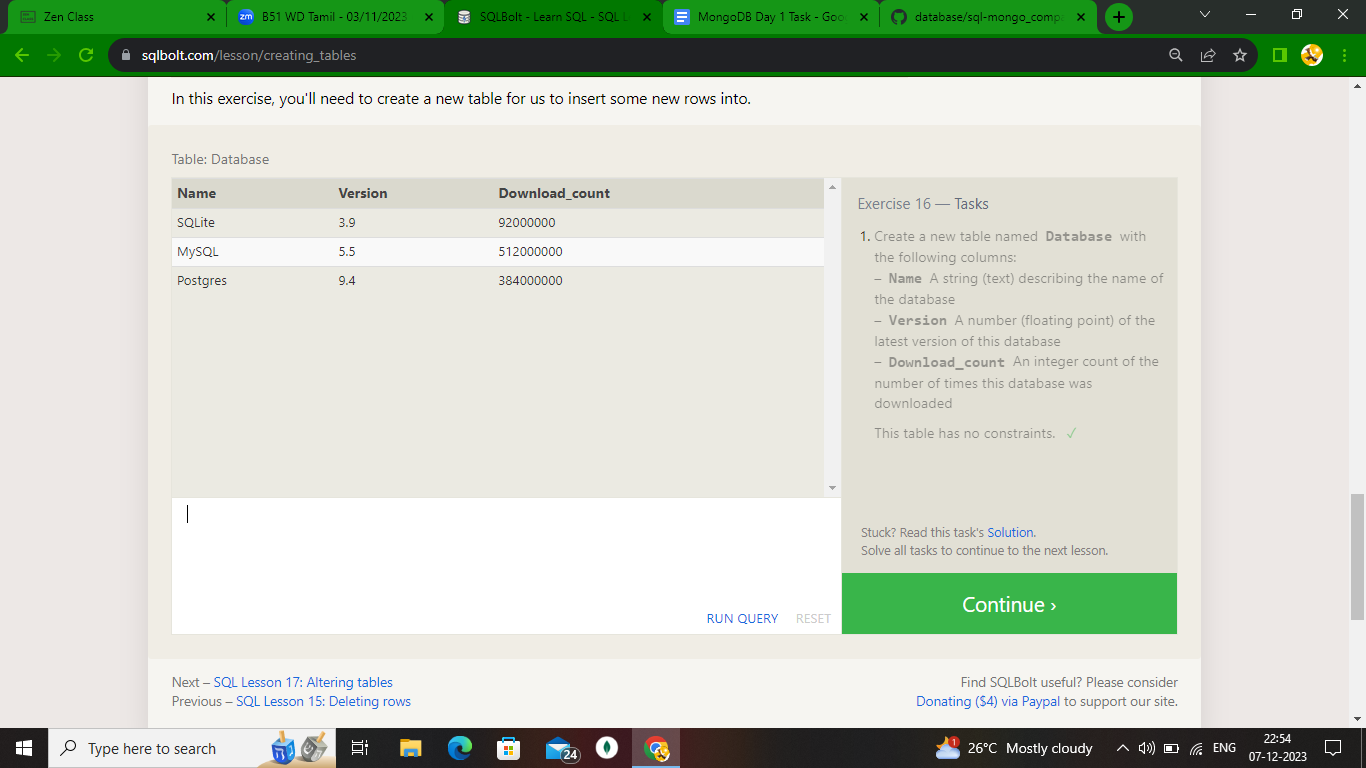 Zen Class
zm B51 WD Tamil - 03/11/2023
SQLBolt - Learn SQL - SQL L
MongoDB Day 1 Task - Goo
database/sql-mongo_comp
sqlbolt.com/lesson/creating_tables
In this exercise, you'll need to create a new table for us to insert some new rows into.
Table: Database
Name Version Download_count
SQLite 3.9 92000000
MySQL 5.5 512000000
Postgres 9.4 384000000
Exercise 16 — Tasks
1. Create a new table named Database with
the following columns:
– Name A string (text) describing the name of
the database
– Version A number (floating point) of the
latest version of this database
– Download_count An integer count of the
number of times this database was
downloaded
This table has no constraints. ✓
Stuck? Read this task's Solution.
Solve all tasks to continue to the next lesson.
RUN QUERY RESET
Continue ›
Next – SQL Lesson 17: Altering tables
Previous – SQL Lesson 15: Deleting rows
Find SQLBolt useful? Please consider
Donating ($4) via Paypal to support our site.
Type here to search
24
1
26°C Mostly cloudy
ENG
22:54
07-12-2023